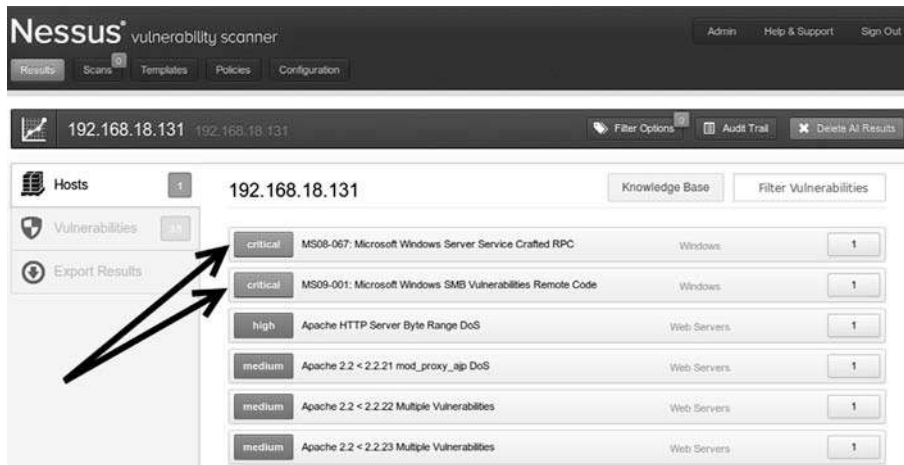 Nessus® vulnerability scanner
Admin Help & Support Sign Out
Results Scans 0 Templates Policies Configuration
192.168.18.131 192.168.18.131
Filter Options 0 Audit Trail Delete All Results
Hosts 1
Vulnerabilities
Export Results
192.168.18.131 Knowledge Base Filter Vulnerabilities
critical MS08-067: Microsoft Windows Server Service Crafted RPC Windows 1
critical MS09-001: Microsoft Windows SMB Vulnerabilities Remote Code Windows 1
high Apache HTTP Server Byte Range DoS Web Servers 1
medium Apache 2.2 < 2.2.21 mod_proxy_ajp DoS Web Servers 1
medium Apache 2.2 < 2.2.22 Multiple Vulnerabilities Web Servers 1
medium Apache 2.2 < 2.2.23 Multiple Vulnerabilities Web Servers 1